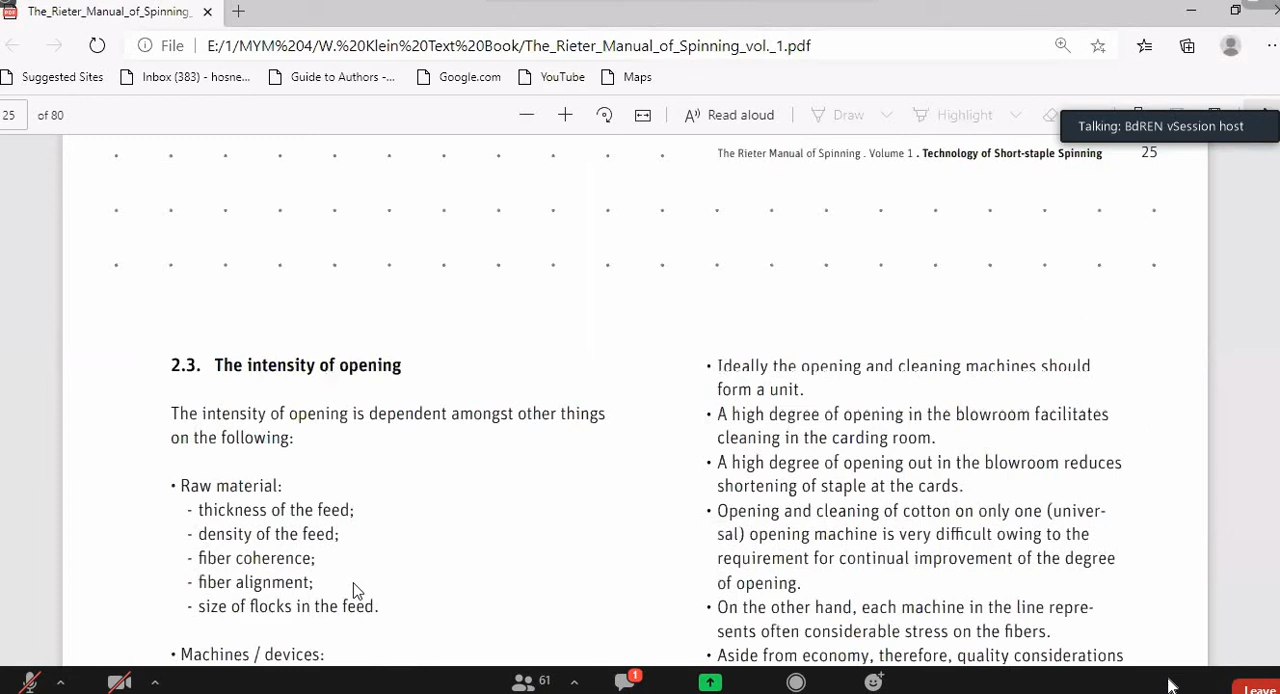 The_Rieter_Manual_of_Spinning_
File E:/1/MYM%204/W.%20Klein%20Text%20Book/The_Rieter_Manual_of_Spinning_vol._1.pdf
Suggested Sites Inbox (383) - hosne... Guide to Authors -... Google.com YouTube Maps
25 of 80 Read aloud Draw Highlight
Talking: BdREN vSession host
The Rieter Manual of Spinning . Volume 1 . Technology of Short-staple Spinning 25
2.3. The intensity of opening
The intensity of opening is dependent amongst other things
on the following:
• Raw material:
- thickness of the feed;
- density of the feed;
- fiber coherence;
- fiber alignment;
- size of flocks in the feed.
• Machines / devices:
• Ideally the opening and cleaning machines should
form a unit.
• A high degree of opening in the blowroom facilitates
cleaning in the carding room.
• A high degree of opening out in the blowroom reduces
shortening of staple at the cards.
• Opening and cleaning of cotton on only one (univer-
sal) opening machine is very difficult owing to the
requirement for continual improvement of the degree
of opening.
• On the other hand, each machine in the line repre-
sents often considerable stress on the fibers.
• Aside from economy, therefore, quality considerations
61 1
Leave